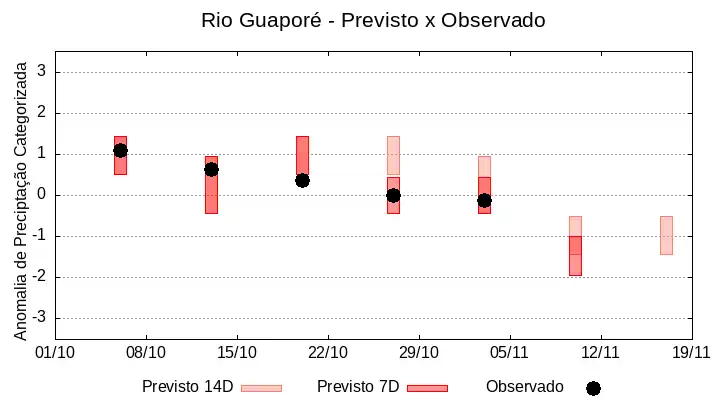 Rio Guaporé - Previsto x Observado
Anomalia de Preciptação Categorizada
3
2
1
0
-1
-2
-3
01/10 08/10 15/10 22/10 29/10 05/11 12/11 19/11
Previsto 14D Previsto 7D Observado